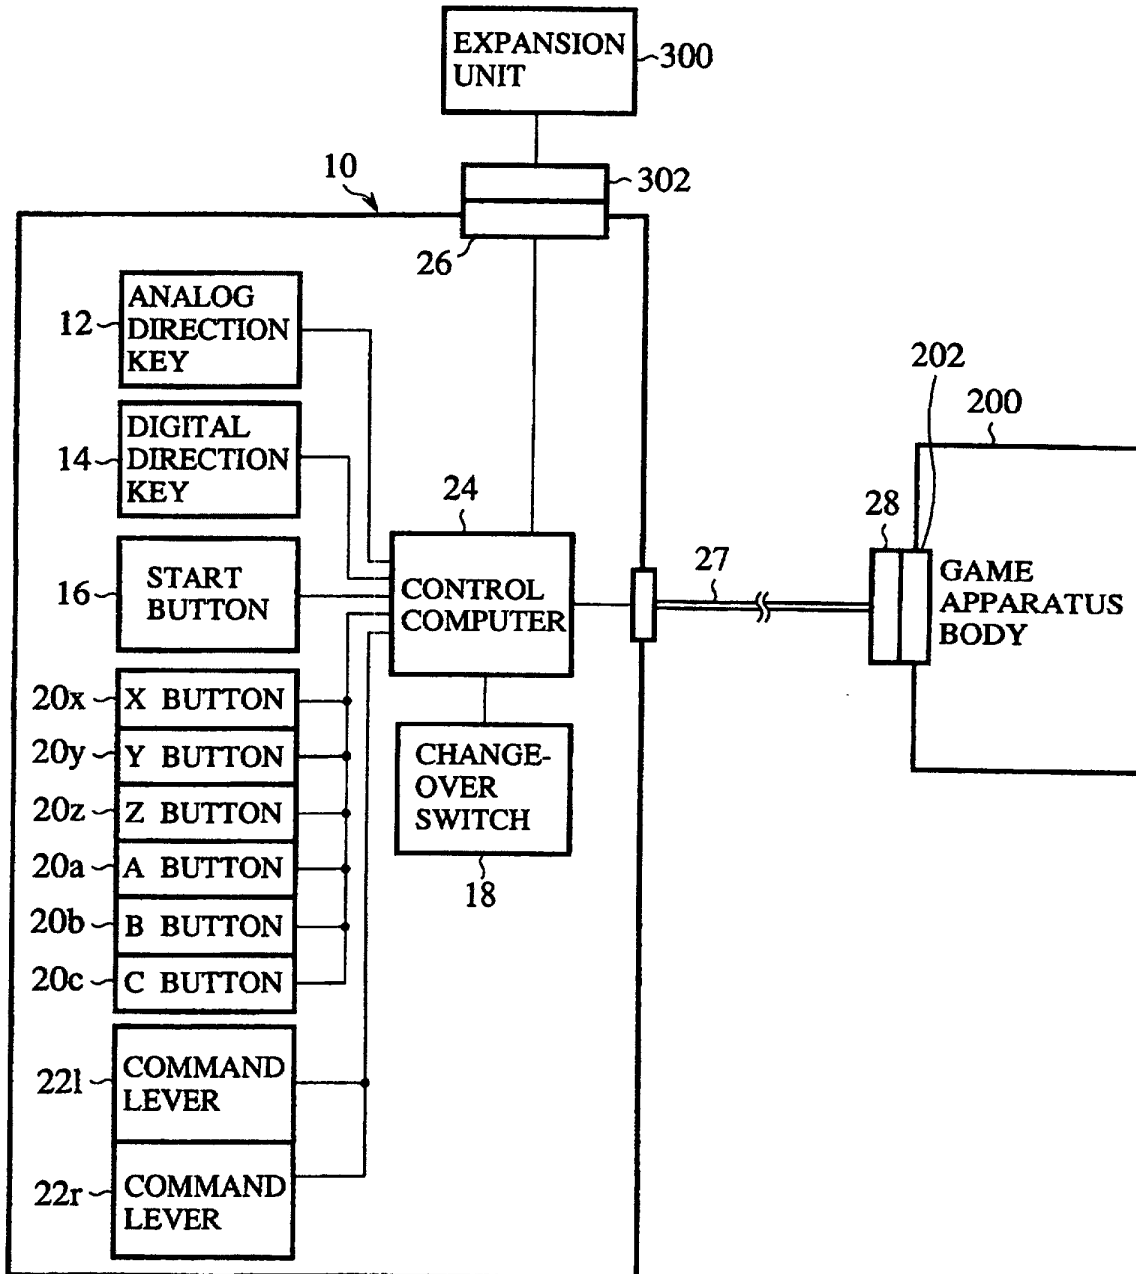 EXPANSION
UNIT
300
302
10
26
ANALOG
DIRECTION
KEY
12
DIGITAL
DIRECTION
KEY
14
START
BUTTON
16
24
CONTROL
COMPUTER
27
28
202
200
GAME
APPARATUS
BODY
20x
X BUTTON
20y
Y BUTTON
20z
Z BUTTON
20a
A BUTTON
20b
B BUTTON
20c
C BUTTON
CHANGE-
OVER
SWITCH
18
22l
COMMAND
LEVER
22r
COMMAND
LEVER